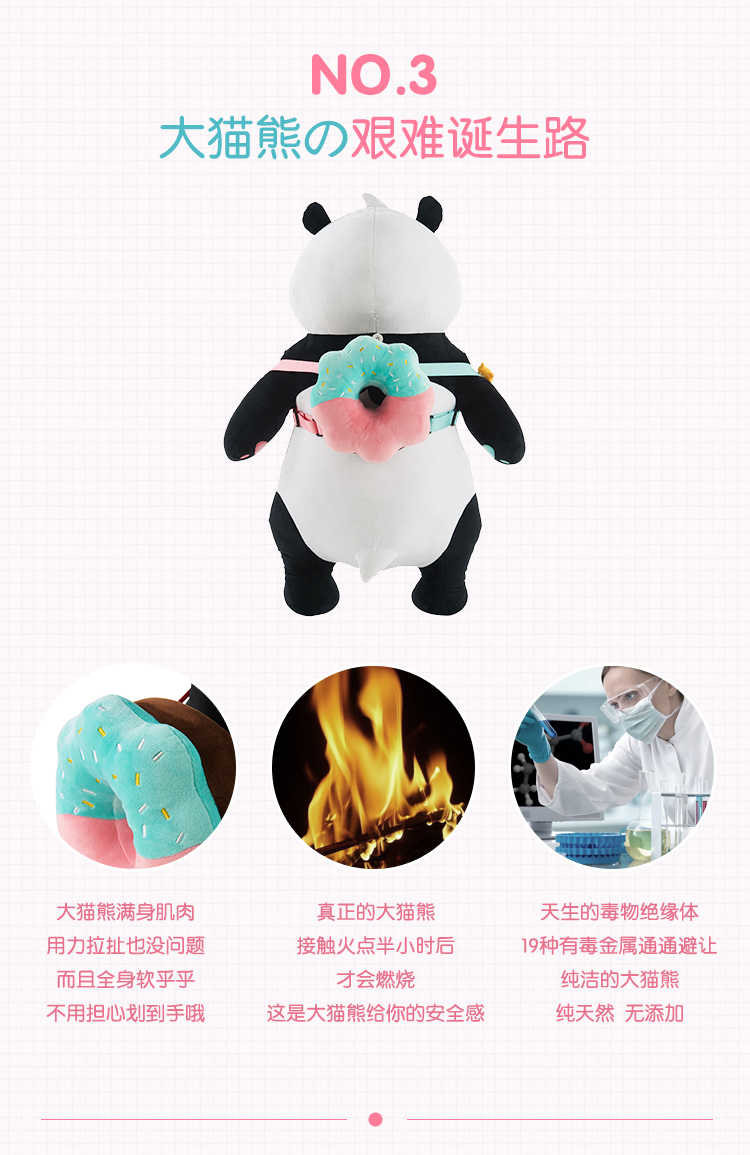 NO.3
大猫熊の艰难诞生路
大猫熊满身肌肉
用力拉扯也没问题
而且全身软乎乎
不用担心划到手哦
真正的大猫熊
接触火点半小时后
才会燃烧
这是大猫熊给你的安全感
天生的毒物绝缘体
19种有毒金属通通避让
纯洁的大猫熊
纯天然 无添加